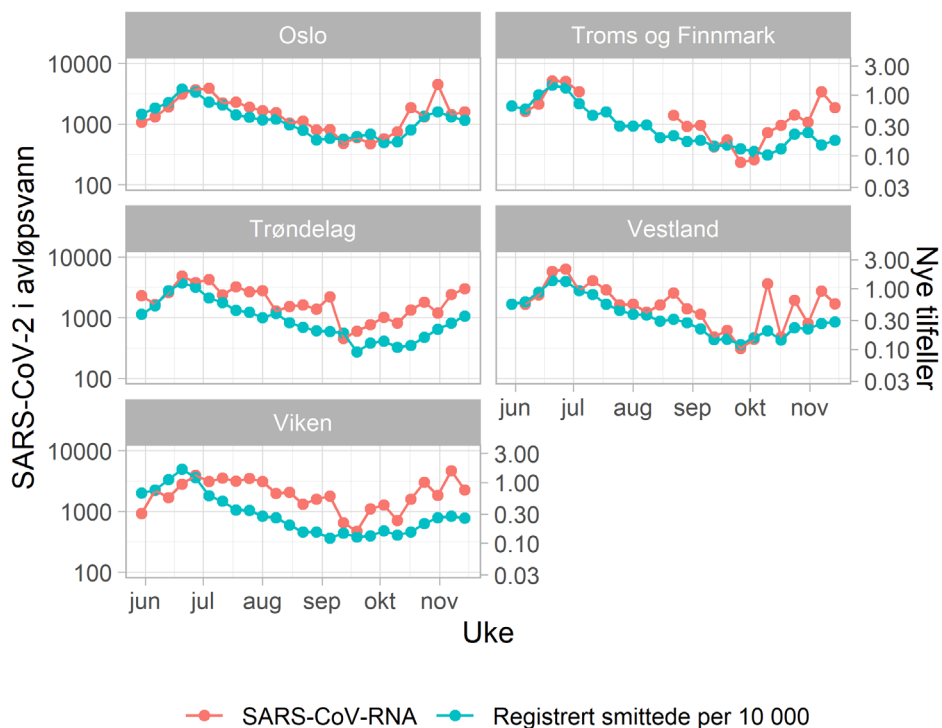 SARS-CoV-2 i avløpsvann
Oslo
Troms og Finnmark
10000
1000
100
3.00
1.00
0.30
0.10
0.03
Trøndelag
Vestland
10000
1000
100
3.00
1.00
0.30
0.10
0.03
jun jul aug sep okt nov
Nye tilfeller
Viken
10000
1000
100
3.00
1.00
0.30
0.10
0.03
jun jul aug sep okt nov
Uke
SARS-CoV-RNA Registrert smittede per 10 000